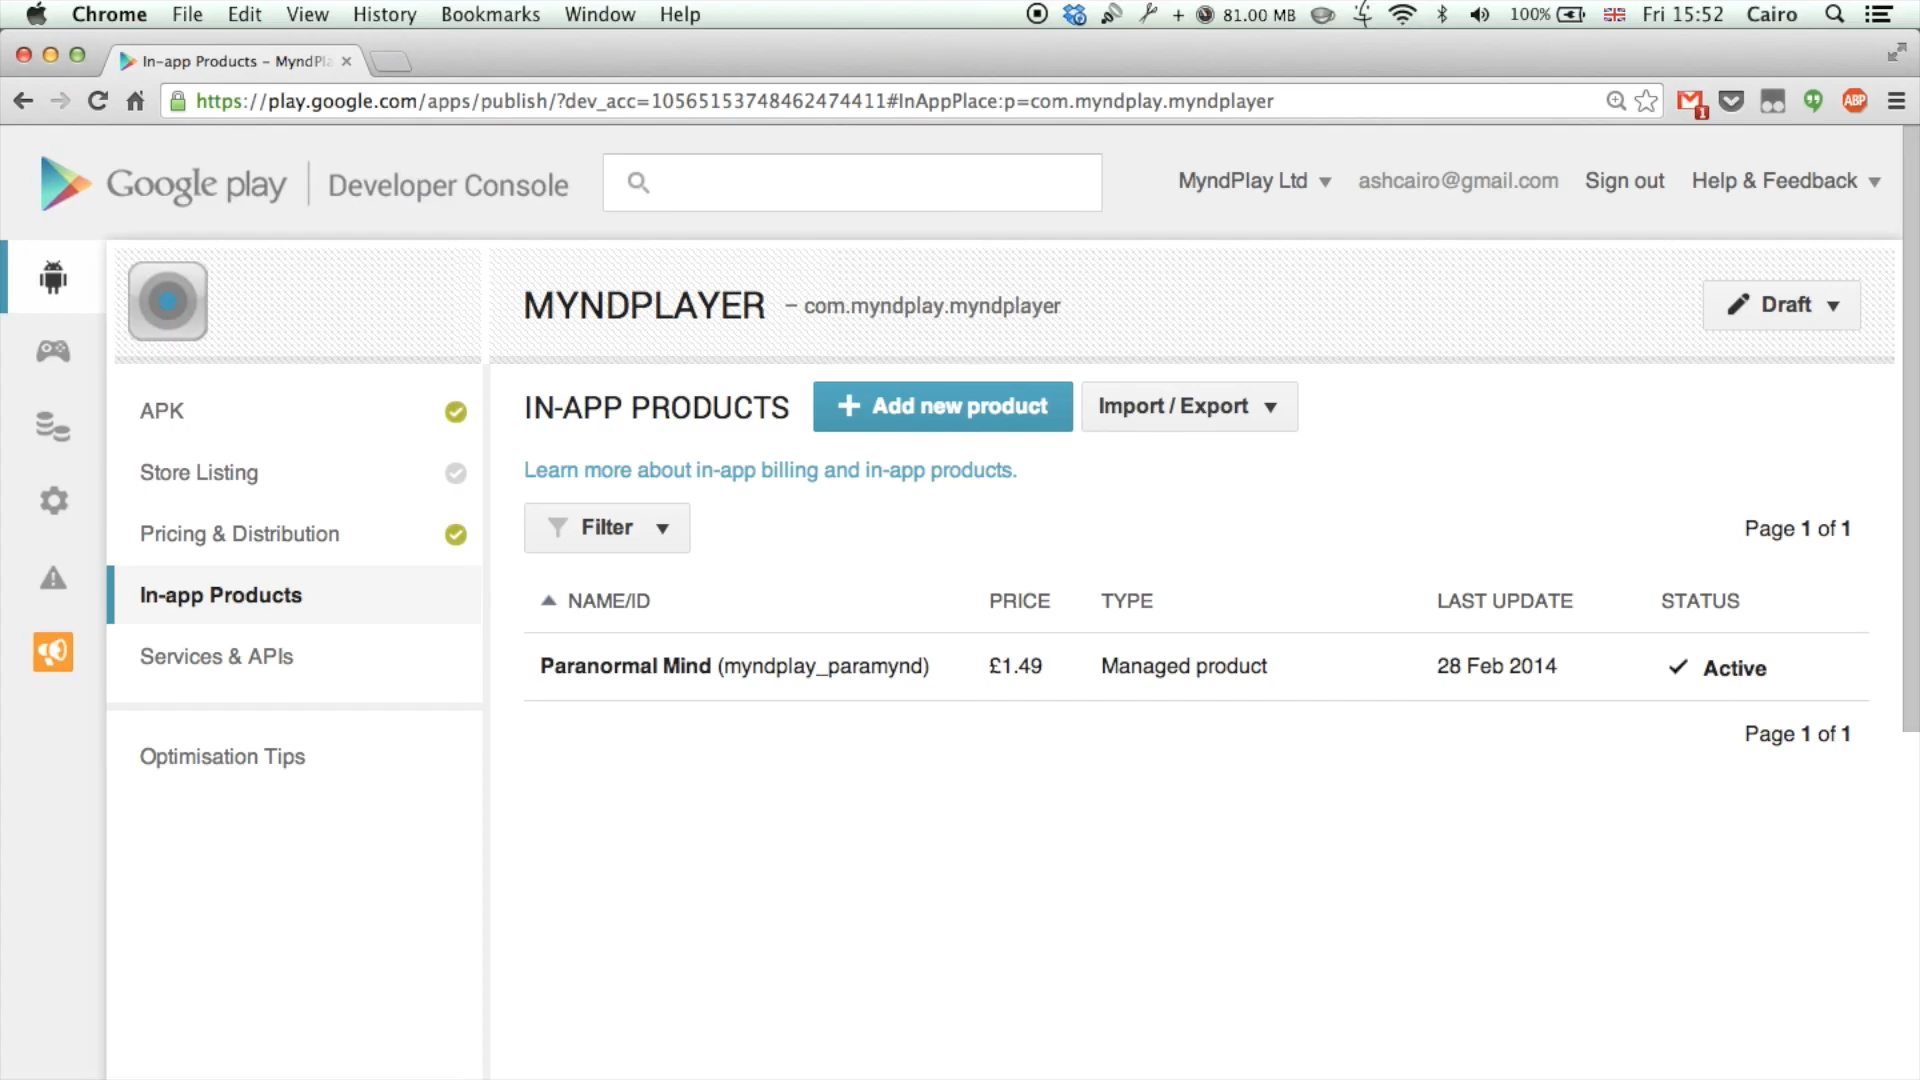 Chrome File Edit View History Bookmarks Window Help 81.00 MB 100% Fri 15:52 Cairo
In-app Products – MyndPla
https://play.google.com/apps/publish/?dev_acc=10565153748462474411#InAppPlace:p=com.myndplay.myndplayer 1 ABP
Google play Developer Console MyndPlay Ltd ashcairo@gmail.com Sign out Help & Feedback
MYNDPLAYER – com.myndplay.myndplayer Draft
APK
Store Listing
Pricing & Distribution
In-app Products
Services & APIs
Optimisation Tips
IN-APP PRODUCTS + Add new product Import / Export
Learn more about in-app billing and in-app products.
Filter Page 1 of 1
NAME/ID PRICE TYPE LAST UPDATE STATUS
Paranormal Mind (myndplay_paramynd) £1.49 Managed product 28 Feb 2014 Active
Page 1 of 1